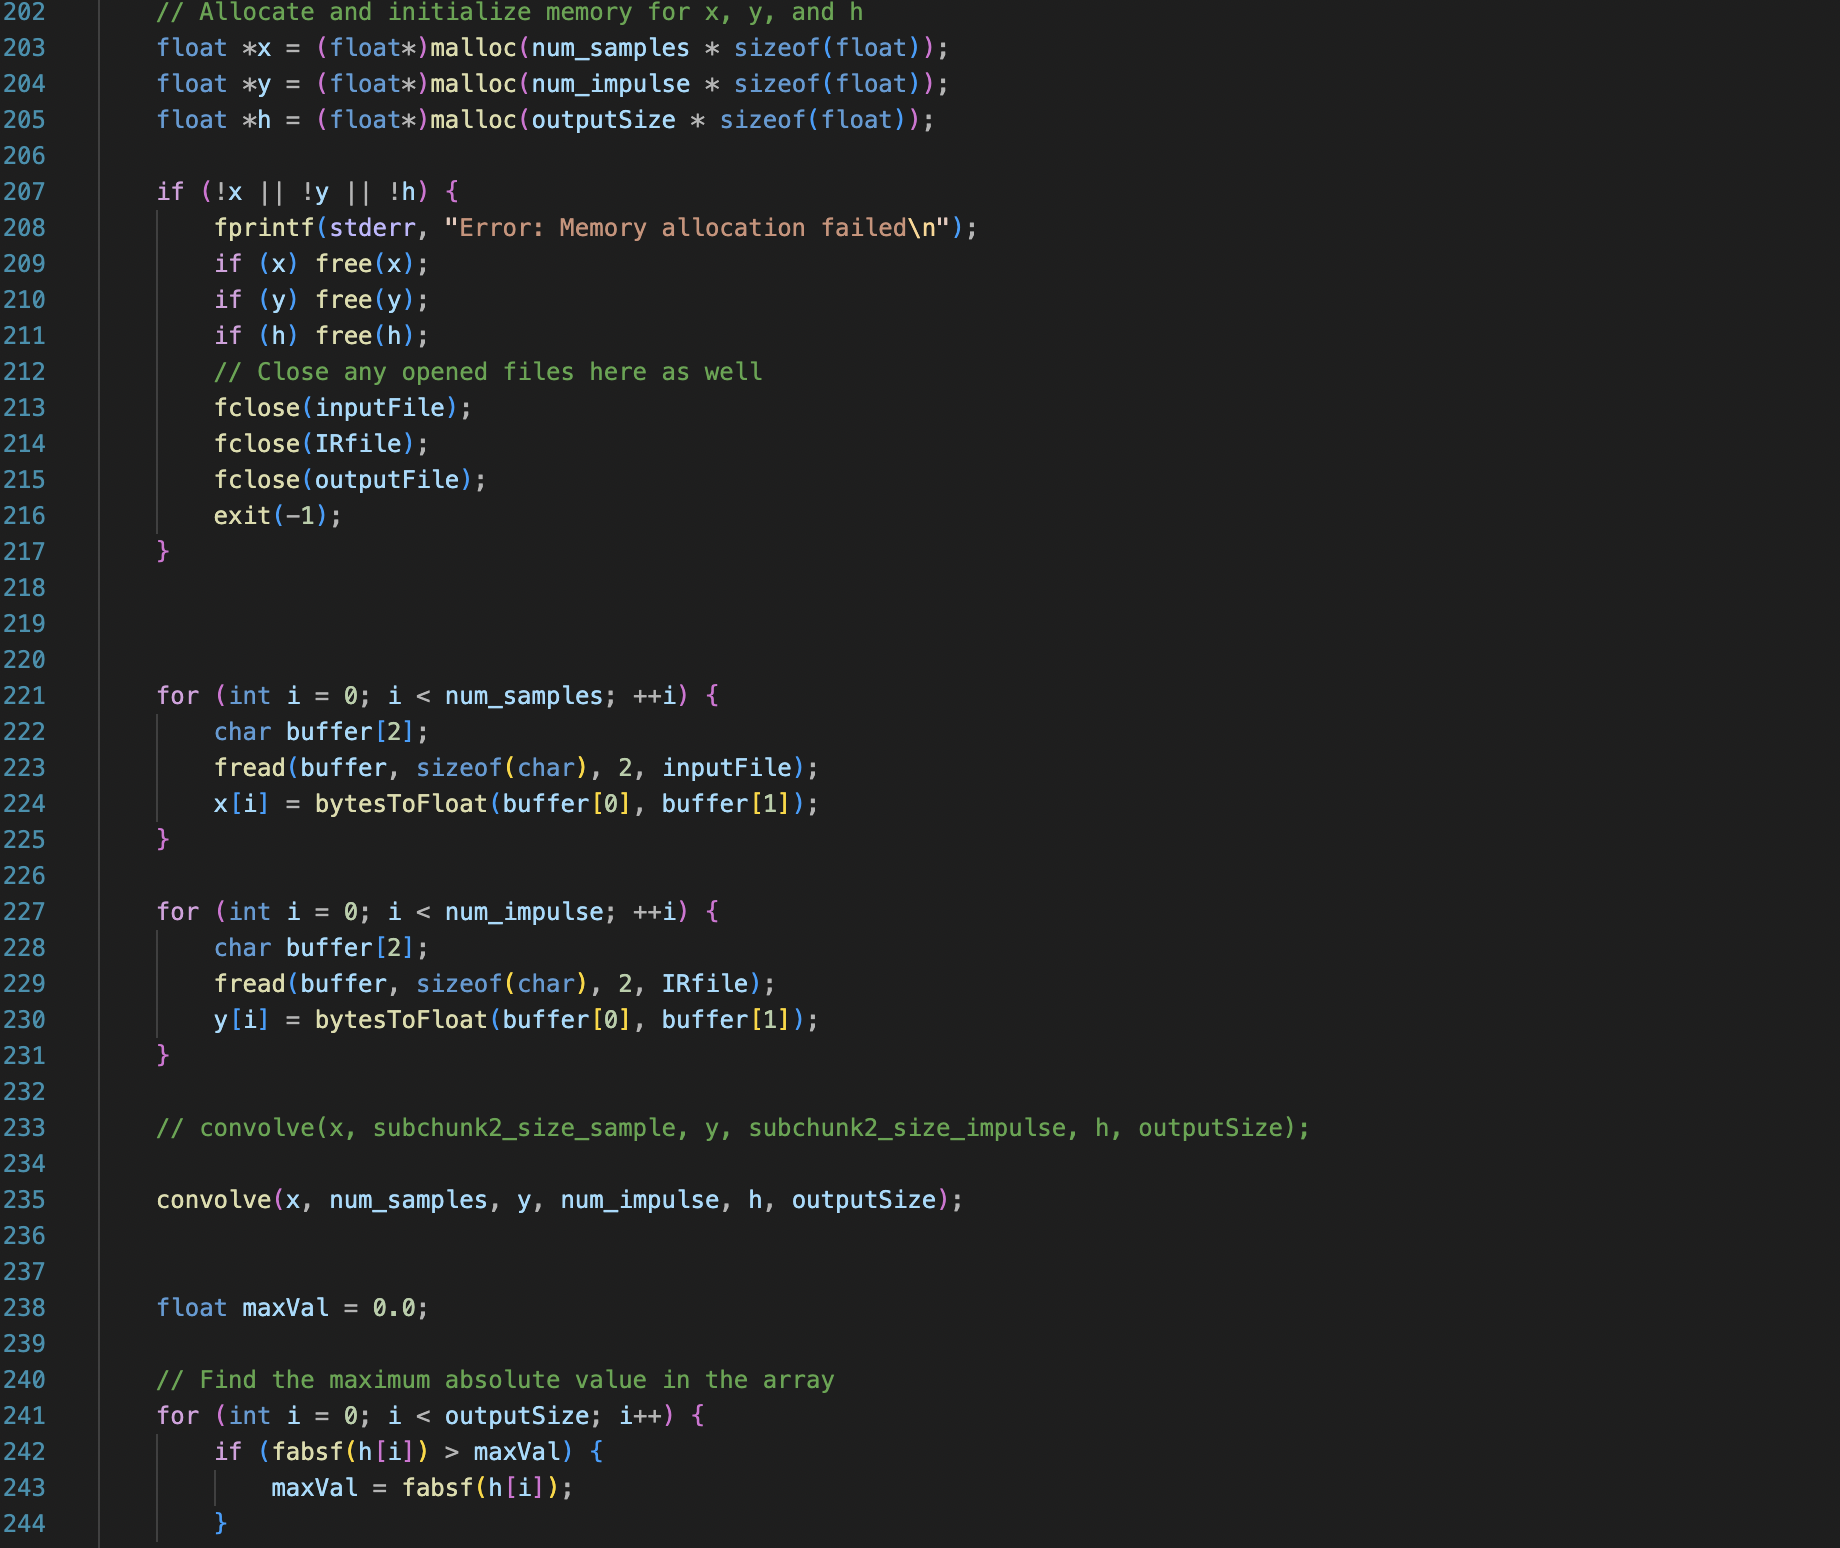 202 // Allocate and initialize memory for x, y, and h
203 float *x = (float*)malloc(num_samples * sizeof(float));
204 float *y = (float*)malloc(num_impulse * sizeof(float));
205 float *h = (float*)malloc(outputSize * sizeof(float));
206
207 if (!x || !y || !h) {
208 fprintf(stderr, "Error: Memory allocation failed\n");
209 if (x) free(x);
210 if (y) free(y);
211 if (h) free(h);
212 // Close any opened files here as well
213 fclose(inputFile);
214 fclose(IRfile);
215 fclose(outputFile);
216 exit(-1);
217 }
218
219
220
221 for (int i = 0; i < num_samples; ++i) {
222 char buffer[2];
223 fread(buffer, sizeof(char), 2, inputFile);
224 x[i] = bytesToFloat(buffer[0], buffer[1]);
225 }
226
227 for (int i = 0; i < num_impulse; ++i) {
228 char buffer[2];
229 fread(buffer, sizeof(char), 2, IRfile);
230 y[i] = bytesToFloat(buffer[0], buffer[1]);
231 }
232
233 // convolve(x, subchunk2_size_sample, y, subchunk2_size_impulse, h, outputSize);
234
235 convolve(x, num_samples, y, num_impulse, h, outputSize);
236
237
238 float maxVal = 0.0;
239
240 // Find the maximum absolute value in the array
241 for (int i = 0; i < outputSize; i++) {
242 if (fabsf(h[i]) > maxVal) {
243 maxVal = fabsf(h[i]);
244 }